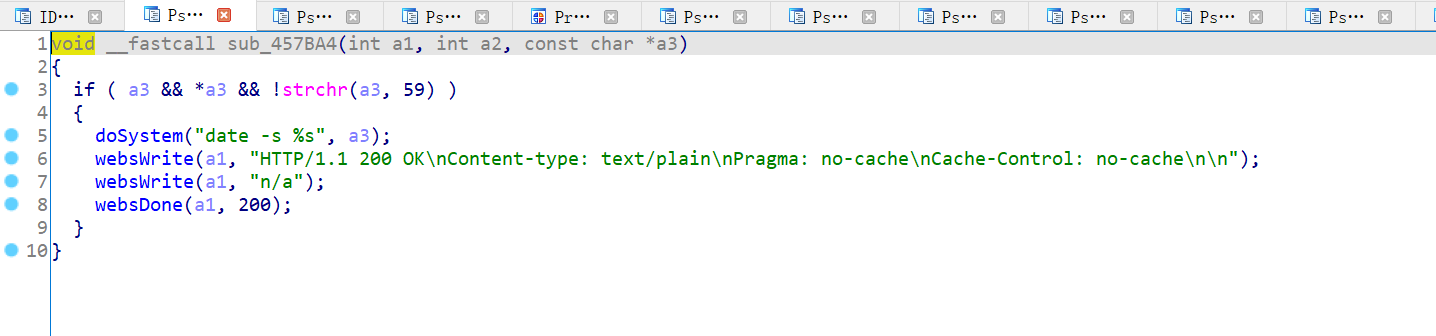 ID··· Ps··· Ps··· Ps··· Pr··· Ps··· Ps··· Ps··· Ps··· Ps··· Ps···
1 void __fastcall sub_457BA4(int a1, int a2, const char *a3)
2 {
3 if ( a3 && *a3 && !strchr(a3, 59) )
4 {
5 doSystem("date -s %s", a3);
6 websWrite(a1, "HTTP/1.1 200 OK\nContent-type: text/plain\nPragma: no-cache\nCache-Control: no-cache\n\n");
7 websWrite(a1, "n/a");
8 websDone(a1, 200);
9 }
10 }